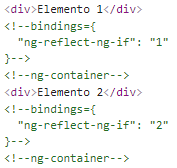 <div>Elemento 1</div>
<!--bindings={
  "ng-reflect-ng-if": "1"
}-->
<!--ng-container-->
<div>Elemento 2</div>
<!--bindings={
  "ng-reflect-ng-if": "2"
}-->
<!--ng-container-->